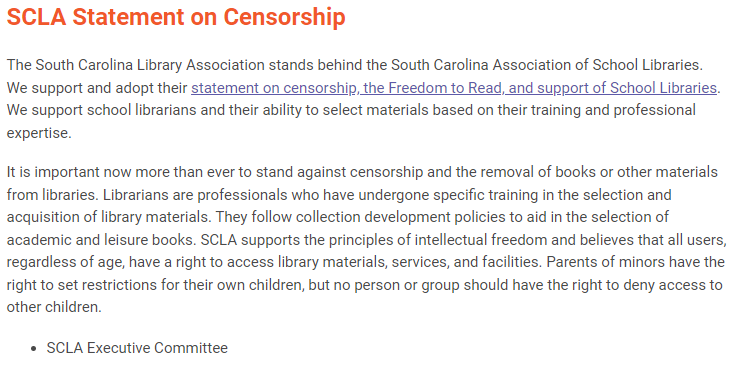 SCLA Statement on Censorship
The South Carolina Library Association stands behind the South Carolina Association of School Libraries.
We support and adopt their statement on censorship, the Freedom to Read, and support of School Libraries.
We support school librarians and their ability to select materials based on their training and professional
expertise.
It is important now more than ever to stand against censorship and the removal of books or other materials
from libraries. Librarians are professionals who have undergone specific training in the selection and
acquisition of library materials. They follow collection development policies to aid in the selection of
academic and leisure books. SCLA supports the principles of intellectual freedom and believes that all users,
regardless of age, have a right to access library materials, services, and facilities. Parents of minors have the
right to set restrictions for their own children, but no person or group should have the right to deny access to
other children.
• SCLA Executive Committee